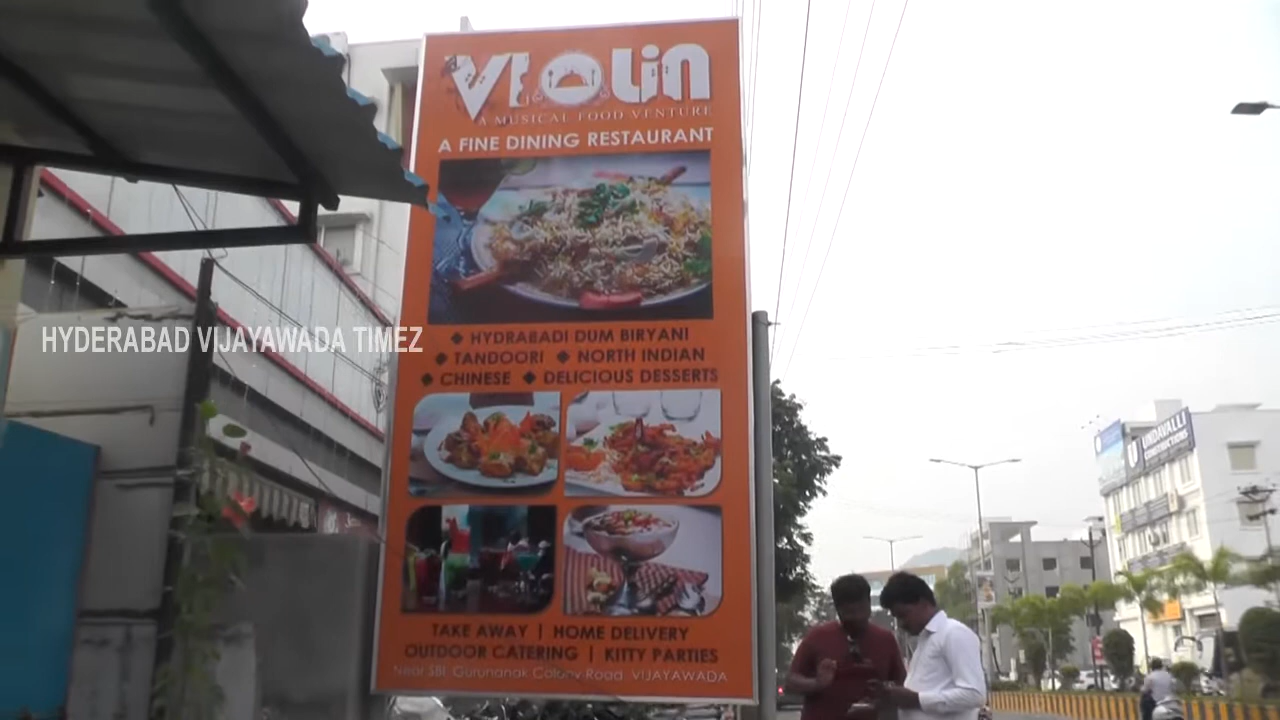 VIOLIN
A MUSICAL FOOD VENTURE
A FINE DINING RESTAURANT
HYDRABADI DUM BIRYANI
TANDOORI NORTH INDIAN
CHINESE DELICIOUS DESSERTS
TAKE AWAY | HOME DELIVERY
OUTDOOR CATERING | KITTY PARTIES
Near SBI, Gurunanak Colony Road, VIJAYAWADA
HYDERABAD VIJAYAWADA TIMEZ
UNDAVALLI
CONSTRUCTIONS